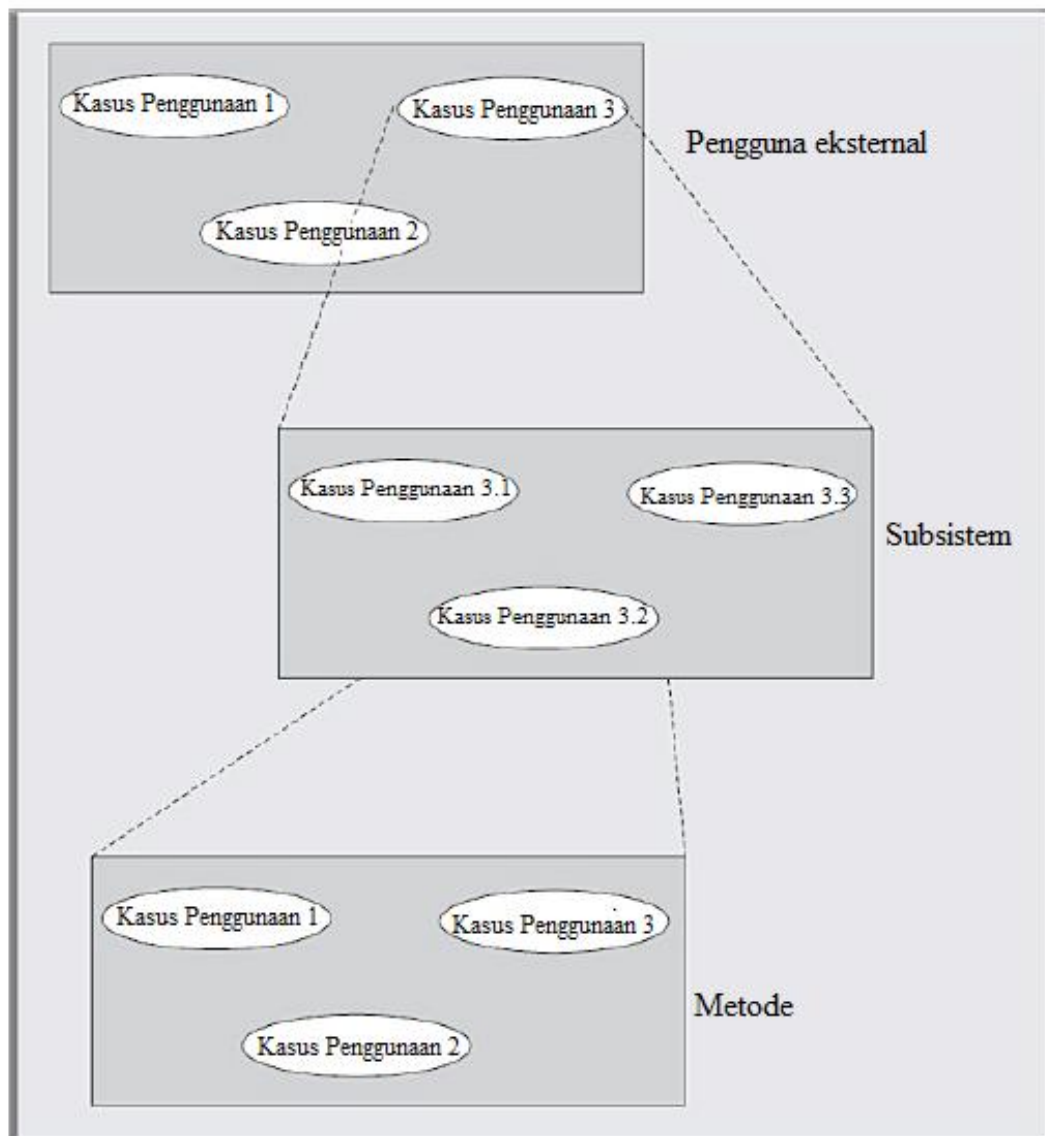 Kasus Penggunaan 1
Kasus Penggunaan 3
Pengguna eksternal
Kasus Penggunaan 2
Kasus Penggunaan 3.1
Kasus Penggunaan 3.3
Subsistem
Kasus Penggunaan 3.2
Kasus Penggunaan 1
Kasus Penggunaan 3
Metode
Kasus Penggunaan 2